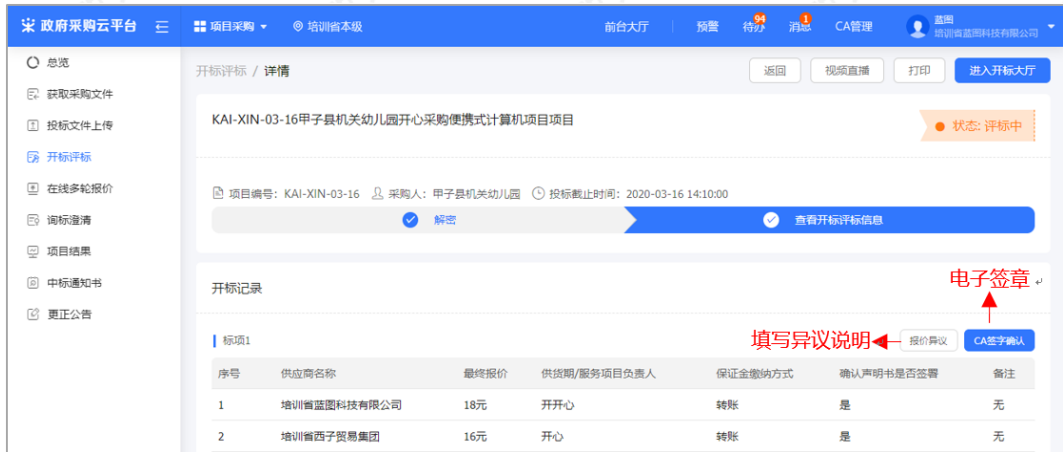 政府采购云平台 项目采购 培训省本级 前台大厅 预警 待办 94 消息 1 CA管理 蓝图
培训省蓝图科技有限公司
总览
获取采购文件
投标文件上传
开标评标
在线多轮报价
询标澄清
项目结果
中标通知书
更正公告
开标评标 / 详情 返回 视频直播 打印 进入开标大厅
KAI-XIN-03-16甲子县机关幼儿园开心采购便携式计算机项目项目
状态: 评标中
项目编号: KAI-XIN-03-16 采购人: 甲子县机关幼儿园 投标截止时间: 2020-03-16 14:10:00
解密 查看开标评标信息
开标记录 电子签章
标项1 填写异议说明 报价异议 CA签字确认
序号 供应商名称 最终报价 供货期/服务项目负责人 保证金缴纳方式 确认声明书是否签署 备注
1 培训省蓝图科技有限公司 18元 开开心 转账 是 无
2 培训省西子贸易集团 16元 开心 转账 是 无